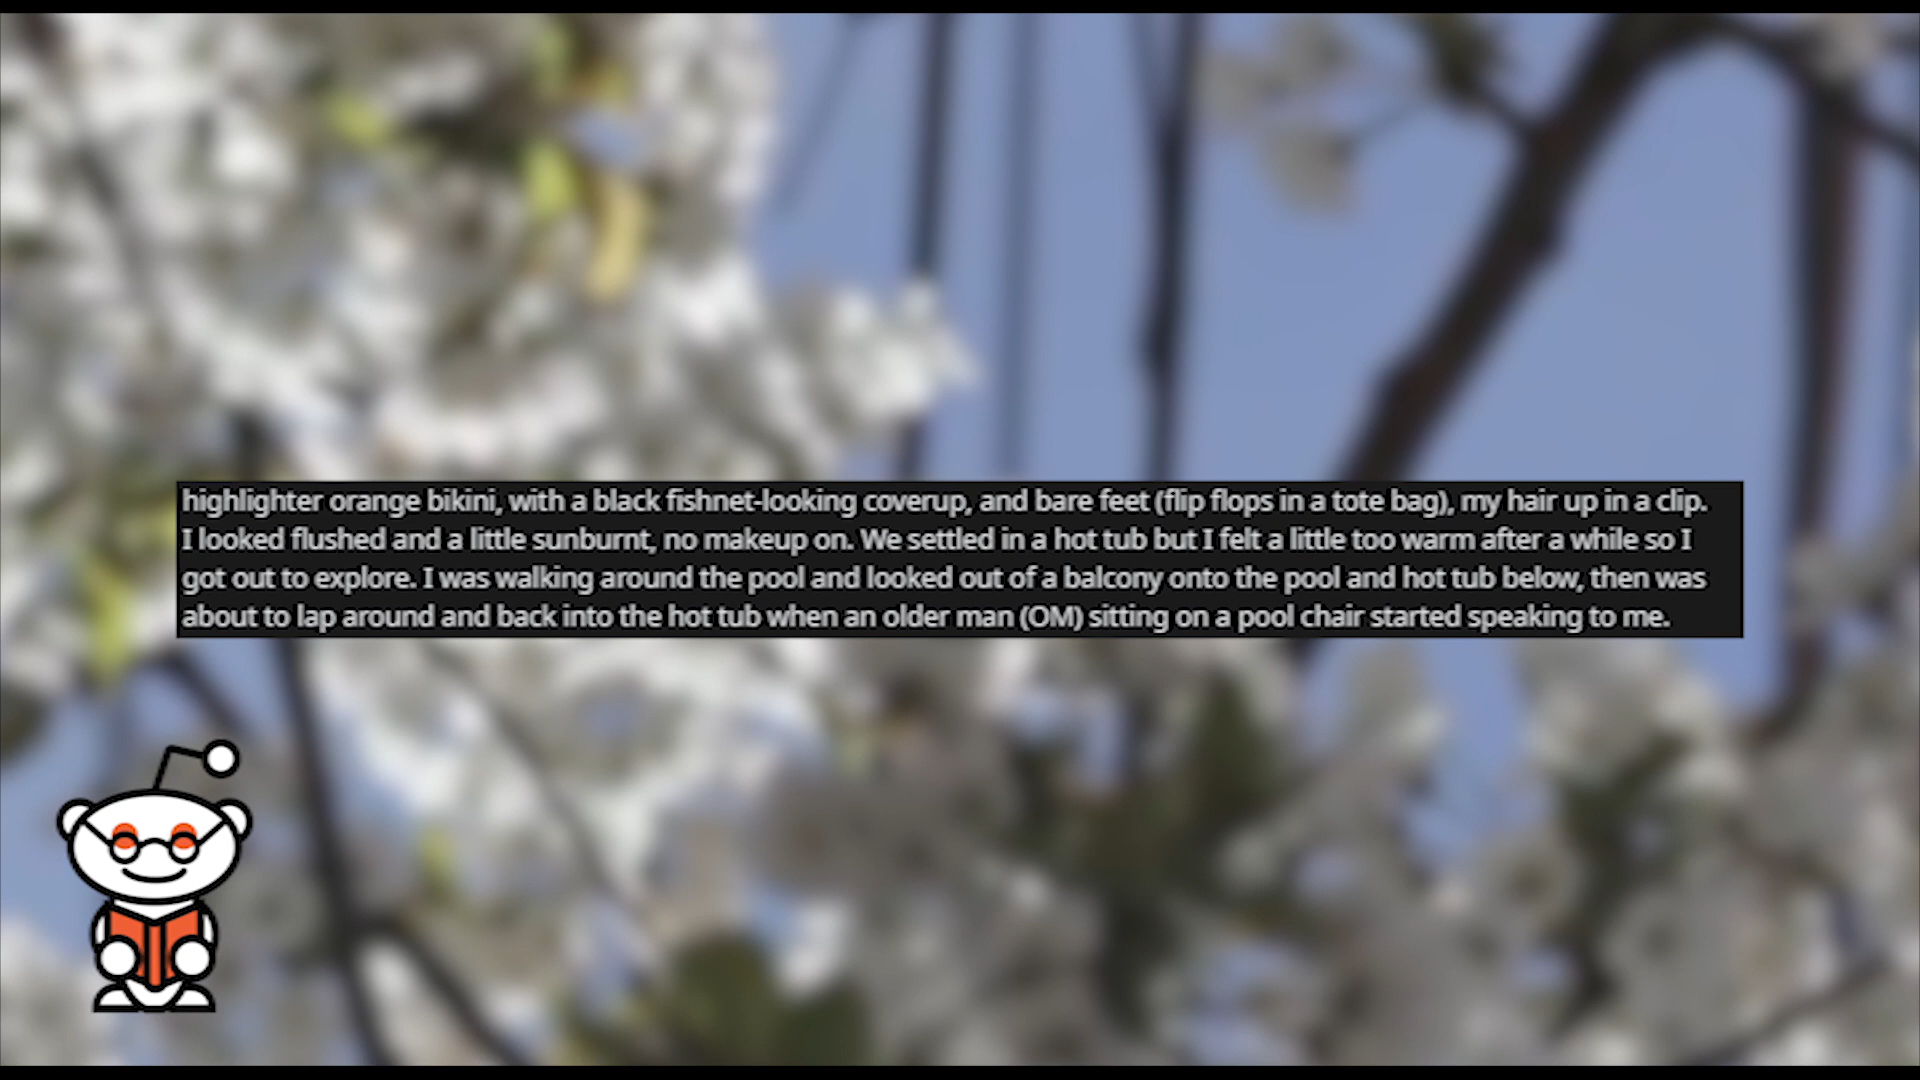 highlighter orange bikini, with a black fishnet-looking coverup, and bare feet (flip flops in a tote bag), my hair up in a clip.
I looked flushed and a little sunburnt, no makeup on. We settled in a hot tub but I felt a little too warm after a while so I
got out to explore. I was walking around the pool and looked out of a balcony onto the pool and hot tub below, then was
about to lap around and back into the hot tub when an older man (OM) sitting on a pool chair started speaking to me.